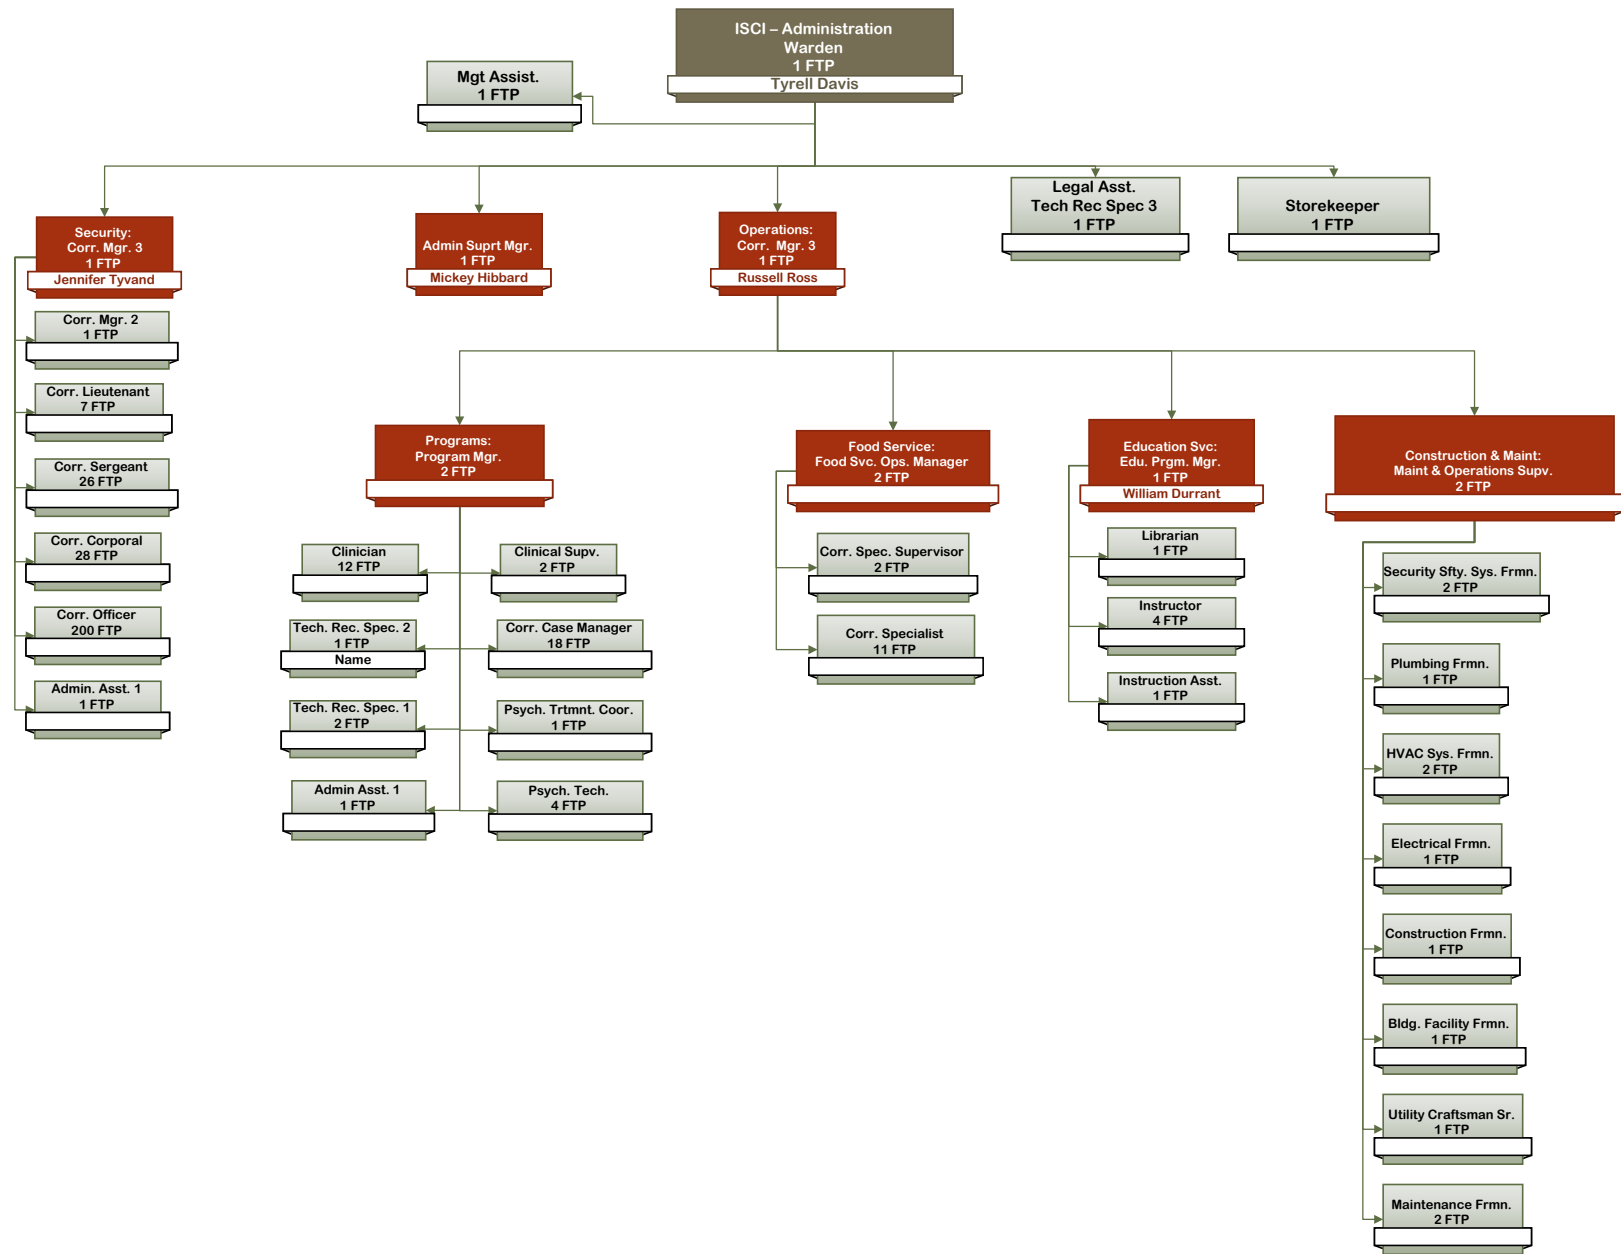 ISCI – Administration
Warden
1 FTP
Tyrell Davis
Mgt Assist.
1 FTP
Security:
Corr. Mgr. 3
1 FTP
Jennifer Tyvand
Admin Suprt Mgr.
1 FTP
Mickey Hibbard
Operations:
Corr. Mgr. 3
1 FTP
Russell Ross
Legal Asst.
Tech Rec Spec 3
1 FTP
Storekeeper
1 FTP
Corr. Mgr. 2
1 FTP
Corr. Lieutenant
7 FTP
Corr. Sergeant
26 FTP
Corr. Corporal
28 FTP
Corr. Officer
200 FTP
Admin. Asst. 1
1 FTP
Programs:
Program Mgr.
2 FTP
Clinician
12 FTP
Clinical Supv.
2 FTP
Tech. Rec. Spec. 2
1 FTP
Name
Corr. Case Manager
18 FTP
Tech. Rec. Spec. 1
2 FTP
Psych. Trtmnt. Coor.
1 FTP
Admin Asst. 1
1 FTP
Psych. Tech.
4 FTP
Food Service:
Food Svc. Ops. Manager
2 FTP
Corr. Spec. Supervisor
2 FTP
Corr. Specialist
11 FTP
Education Svc:
Edu. Prgm. Mgr.
1 FTP
William Durrant
Librarian
1 FTP
Instructor
4 FTP
Instruction Asst.
1 FTP
Construction & Maint:
Maint & Operations Supv.
2 FTP
Security Sfty. Sys. Frmn.
2 FTP
Plumbing Frmn.
1 FTP
HVAC Sys. Frmn.
2 FTP
Electrical Frmn.
1 FTP
Construction Frmn.
1 FTP
Bldg. Facility Frmn.
1 FTP
Utility Craftsman Sr.
1 FTP
Maintenance Frmn.
2 FTP